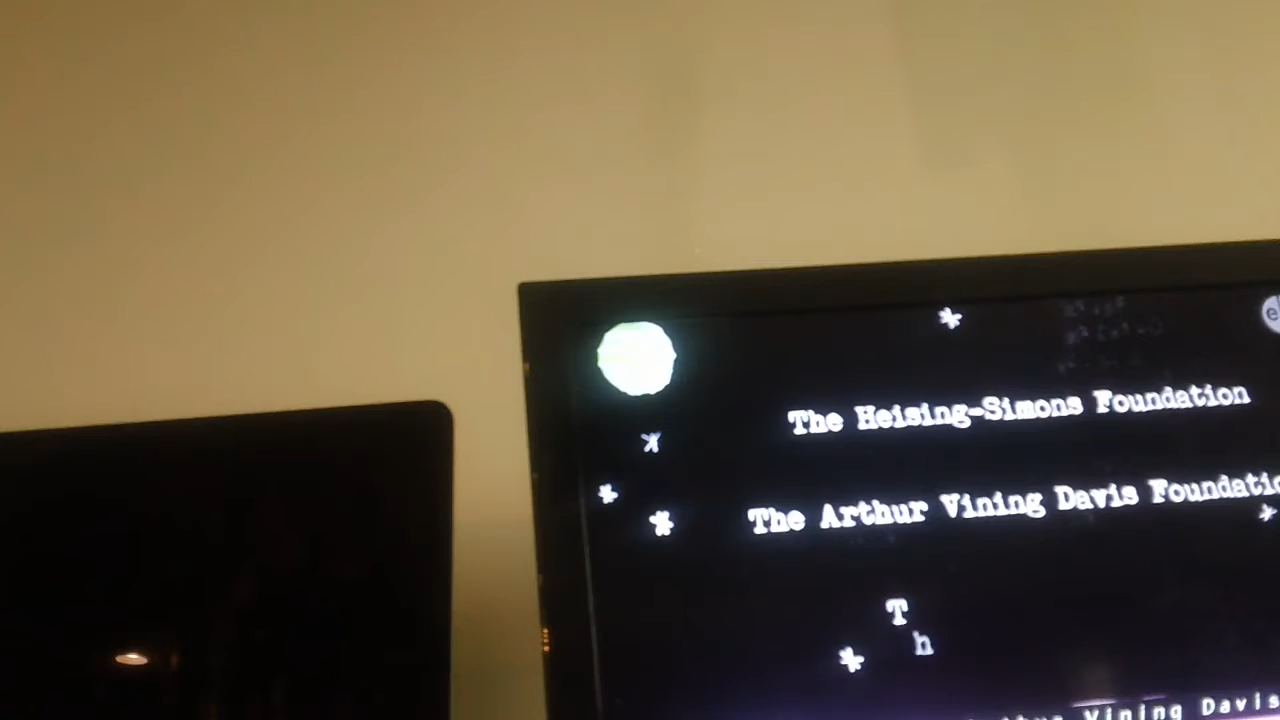 The Heising-Simons Foundation
The Arthur Vining Davis Foundatio
T
h
Vining Davis